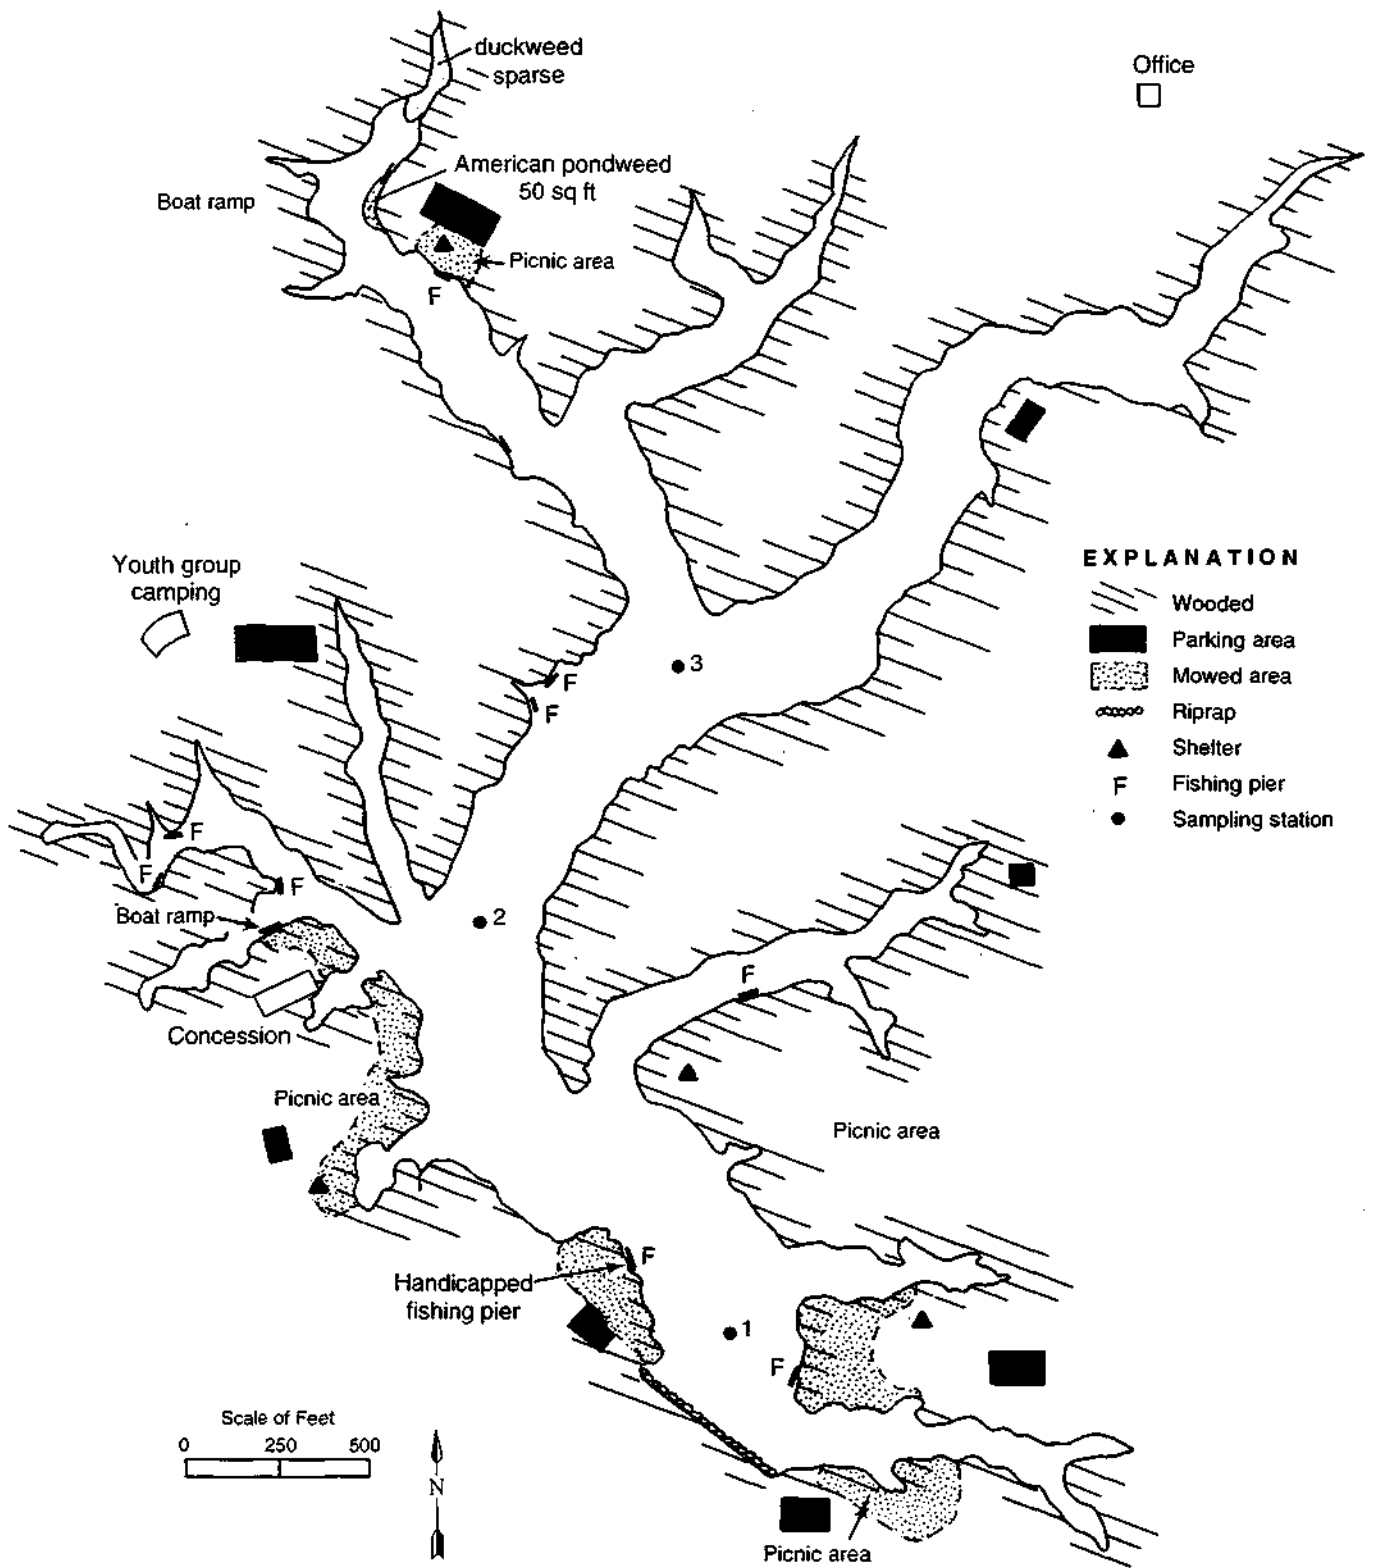 duckweed
sparse
Office
American pondweed
50 sq ft
Boat ramp
Picnic area
F
Youth group
camping
EXPLANATION
Wooded
Parking area
Mowed area
Riprap
Shelter
F Fishing pier
Sampling station
3
F
F
F
F
F
Boat ramp
2
F
Concession
Picnic area
Picnic area
F
Handicapped
fishing pier
1
F
Scale of Feet
0 250 500
N
Picnic area